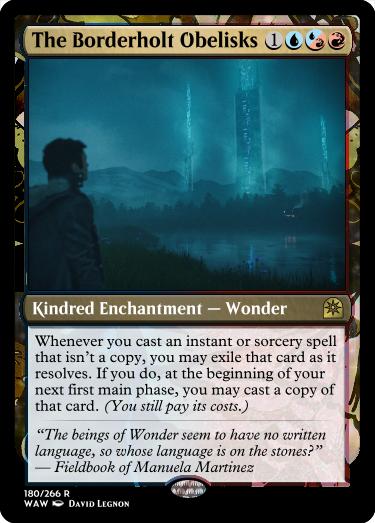 The Borderholt Obelisks 1
Kindred Enchantment — Wonder
Whenever you cast an instant or sorcery spell
that isn't a copy, you may exile that card as it
resolves. If you do, at the beginning of your
next first main phase, you may cast a copy of
that card. (You still pay its costs.)
“The beings of Wonder seem to have no written
language, so whose language is on the stones?”
— Fieldbook of Manuela Martinez
180/266 R
WAW DAVID LEGNON